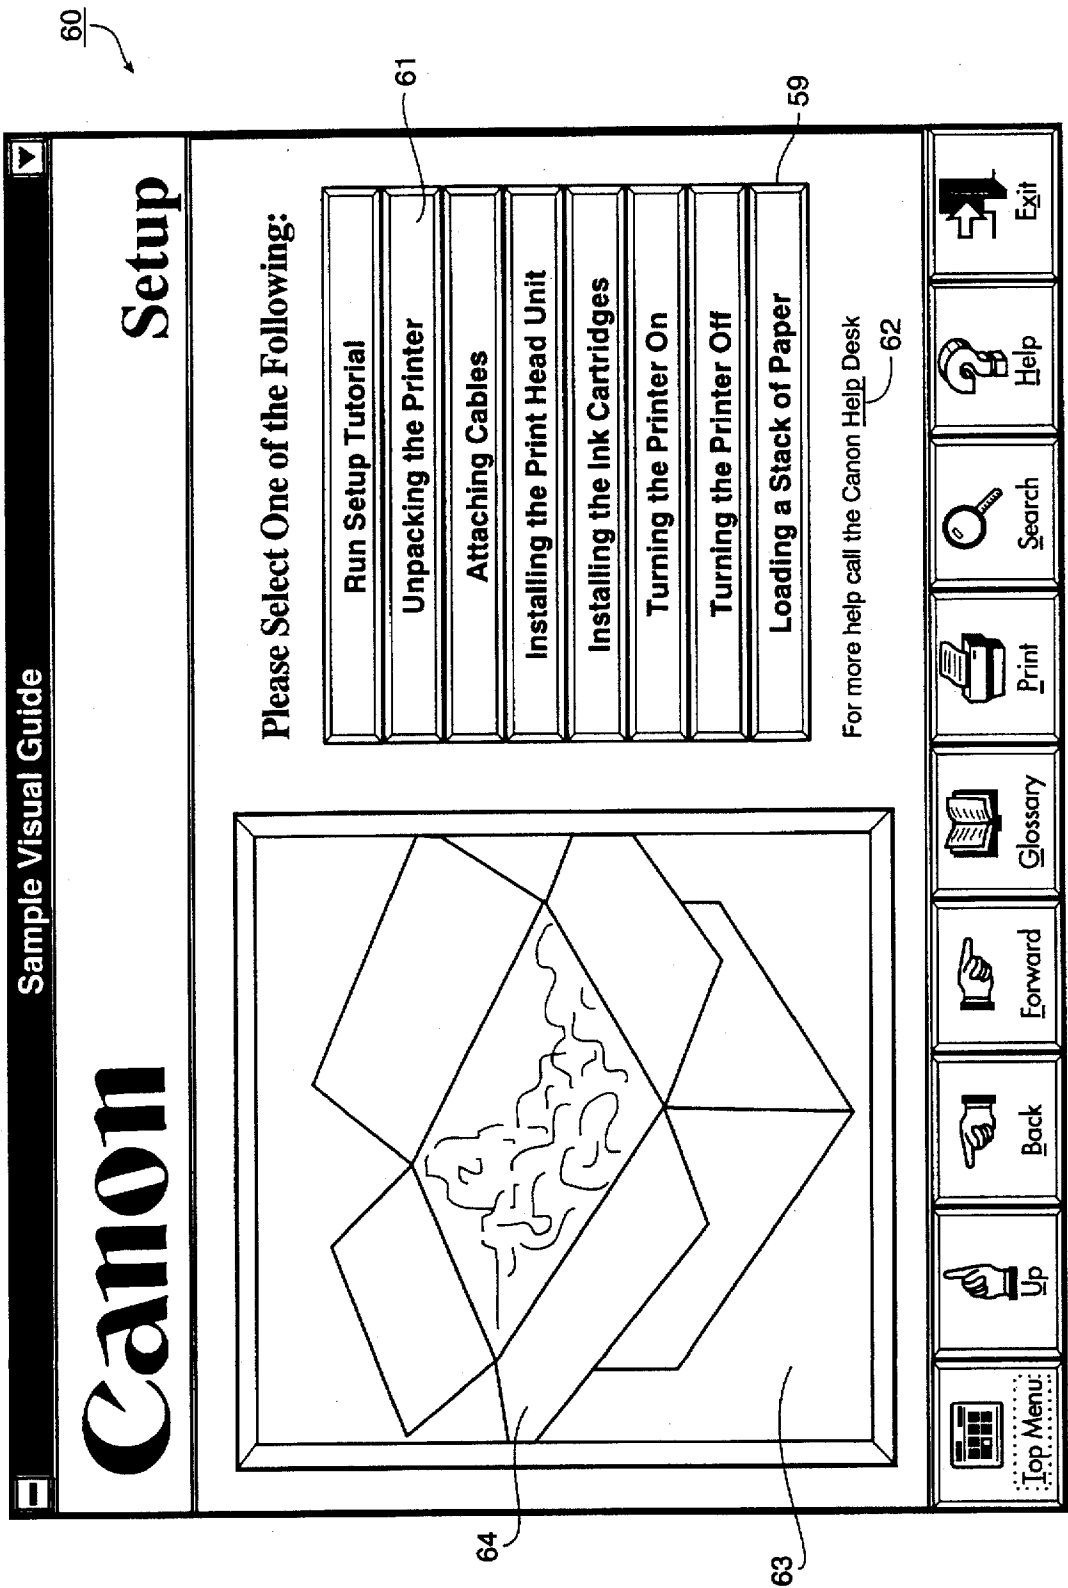 60
Sample Visual Guide
Canon
Setup
Please Select One of the Following:
Run Setup Tutorial
Unpacking the Printer
61
Attaching Cables
Installing the Print Head Unit
Installing the Ink Cartridges
Turning the Printer On
Turning the Printer Off
Loading a Stack of Paper
59
For more help call the Canon Help Desk
62
64
63
Top Menu
Up
Back
Forward
Glossary
Print
Search
Help
Exit